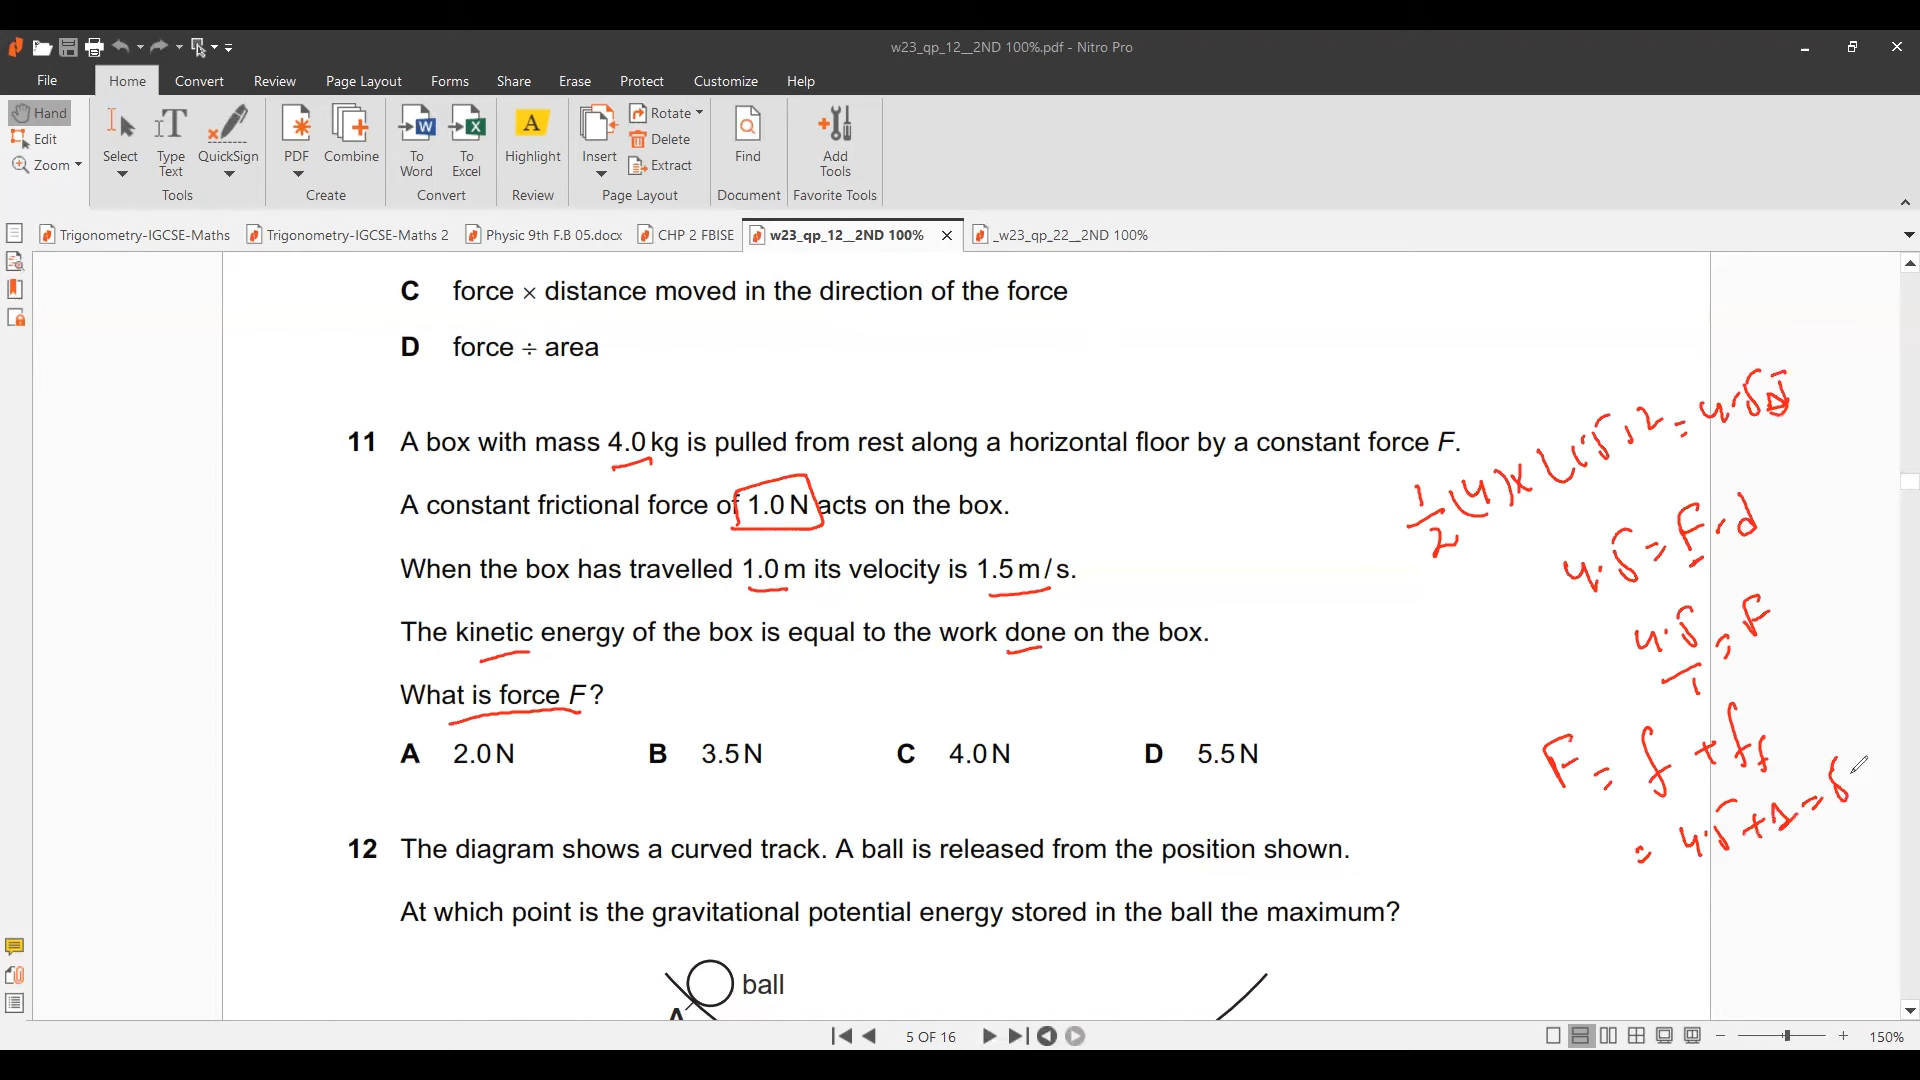 w23_qp_12__2ND 100%.pdf - Nitro Pro
File Home Convert Review Page Layout Forms Share Erase Protect Customize Help
Hand
Edit
Zoom
Select
Type Text
QuickSign
Tools
PDF
Combine
Create
To Word
To Excel
Convert
Highlight
Review
Insert
Rotate
Delete
Extract
Page Layout
Find
Document
Add Tools
Favorite Tools
Trigonometry-IGCSE-Maths
Trigonometry-IGCSE-Maths 2
Physic 9th F.B 05.docx
CHP 2 FBISE
w23_qp_12__2ND 100%
_w23_qp_22__2ND 100%
C force × distance moved in the direction of the force
D force ÷ area
11 A box with mass 4.0 kg is pulled from rest along a horizontal floor by a constant force F.
A constant frictional force of 1.0 N acts on the box.
When the box has travelled 1.0 m its velocity is 1.5 m / s.
The kinetic energy of the box is equal to the work done on the box.
What is force F?
A 2.0 N B 3.5 N C 4.0 N D 5.5 N
1/2 (4) × (1.5)2 = 4.5 J
4.5 = F . d
4.5/1 = F
F = f + ff
= 4.5 + 1 = 5
12 The diagram shows a curved track. A ball is released from the position shown.
At which point is the gravitational potential energy stored in the ball the maximum?
ball
A
5 OF 16
150%